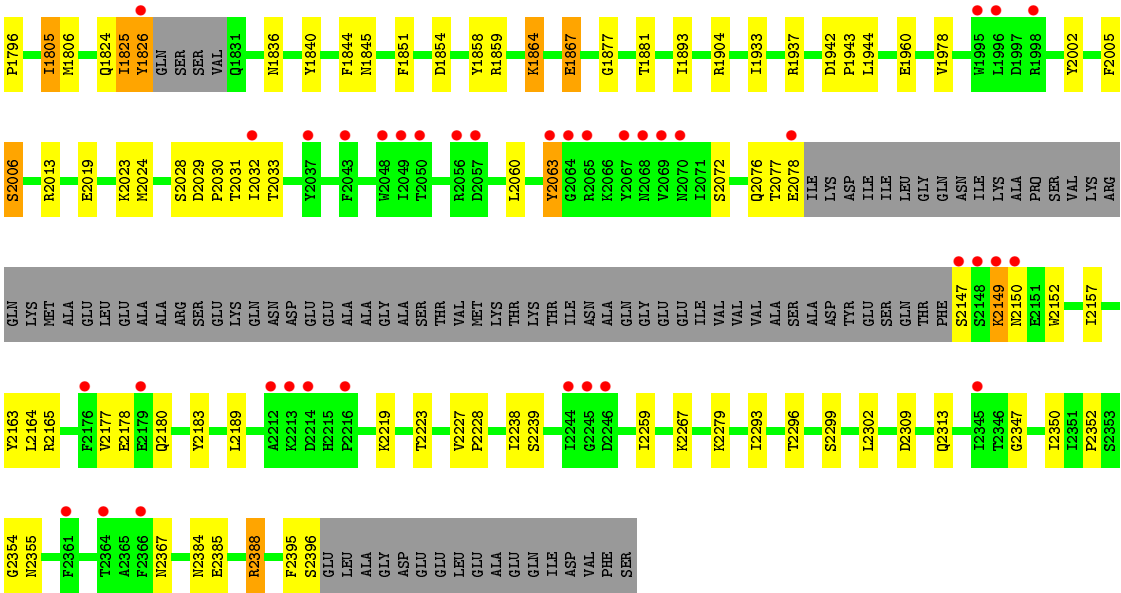 P1796 I1805 M1806 Q1824 I1825 Y1826 GLN SER SER VAL Q1831 N1836 Y1840 F1844 N1845 F1851 D1854 Y1858 R1859 K1864 E1867 G1877 T1881 I1893 R1904 I1933 R1937 D1942 P1943 L1944 E1960 V1978 W1995 L1996 D1997 R1998 Y2002 F2005
S2006 R2013 E2019 K2023 M2024 S2028 D2029 P2030 T2031 I2032 T2033 Y2037 F2043 W2048 I2049 T2050 R2056 D2057 L2060 Y2063 G2064 R2065 K2066 Y2067 N2068 V2069 N2070 I2071 S2072 Q2076 T2077 E2078 ILE LYS ASP ILE ILE LEU GLY GLN ASN ILE LYS ALA PRO SER VAL LYS ARG
GLN LYS MET ALA GLU LEU GLU ALA ALA ARG SER GLU LYS GLN ASN ASP GLU GLU ALA ALA GLY ALA SER THR VAL MET LYS LEU THR LYS THR ILE ASN ALA GLN GLY GLU GLU ILE VAL VAL VAL ALA SER ALA ASP TYR GLU SER GLN THR PHE S2147 S2148 K2149 N2150 E2151 W2152 I2157
Y2163 L2164 R2165 F2176 V2177 E2178 E2179 Q2180 Y2183 L2189 A2212 K2213 D2214 H2215 P2216 K2219 T2223 V2227 P2228 I2238 S2239 I2244 G2245 D2246 I2259 K2267 K2279 I2293 T2296 S2299 L2302 D2309 Q2313 I2345 T2346 G2347 I2350 I2351 P2352 S2353
G2354 N2355 F2361 T2364 A2365 F2366 N2367 N2384 E2385 R2388 F2395 S2396 GLU LEU ALA GLY ASP GLU GLU LEU GLU ALA GLU GLN ILE ASP VAL PHE SER